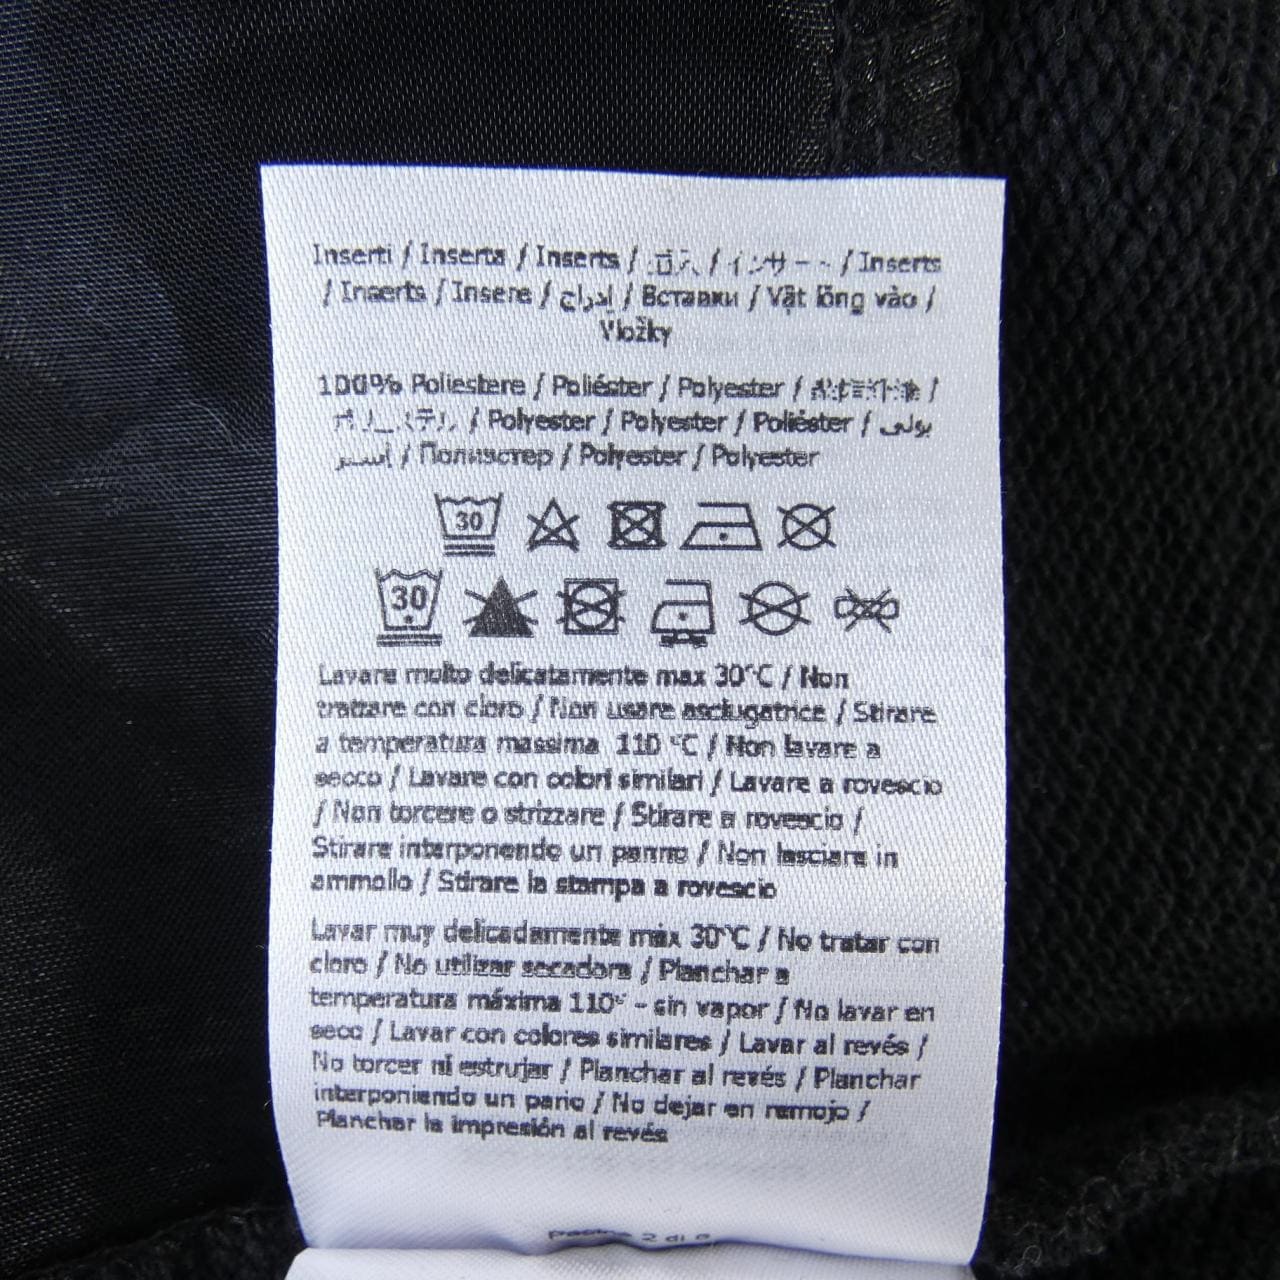 Inserti / Inserta / Inserts / / インサート / Inserts
/ Inserts / Insere / إدراج / Вставки / Vật lồng vào /
Vložky
100% Poliestere / Poliéster / Polyester / /
ポリエステル / Polyester / Polyester / Poliéster / بولي
إستر / Полиэстер / Polyester / Polyester
30
30
Lavare molto delicatamente max 30°C / Non
trattare con cloro / Non usare asciugatrice / Stirare
a temperatura massima 110 °C / Non lavare a
secco / Lavare con colori similari / Lavare a rovescio
/ Non torcere o strizzare / Stirare a rovescio /
Stirare interponendo un panno / Non lasciare in
ammollo / Stirare la stampa a rovescio
Lavar muy delicadamente máx 30°C / No tratar con
cloro / No utilizar secadora / Planchar a
temperatura máxima 110° - sin vapor / No lavar en
seco / Lavar con colores similares / Lavar al revés /
No torcer ni estrujar / Planchar al revés / Planchar
interponiendo un pano / No dejar en remojo /
Planchar la impresión al revés
2 di